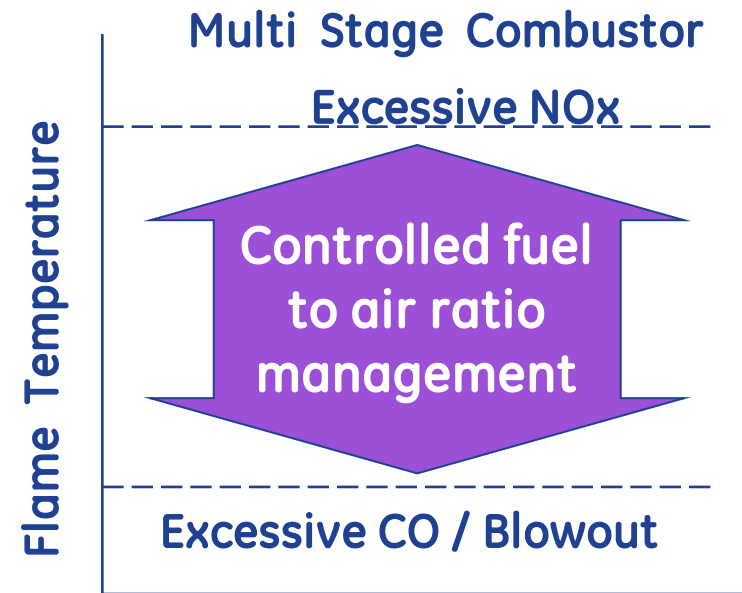 Multi Stage Combustor
Excessive NOx
Flame Temperature
Controlled fuel
to air ratio
management
Excessive CO / Blowout